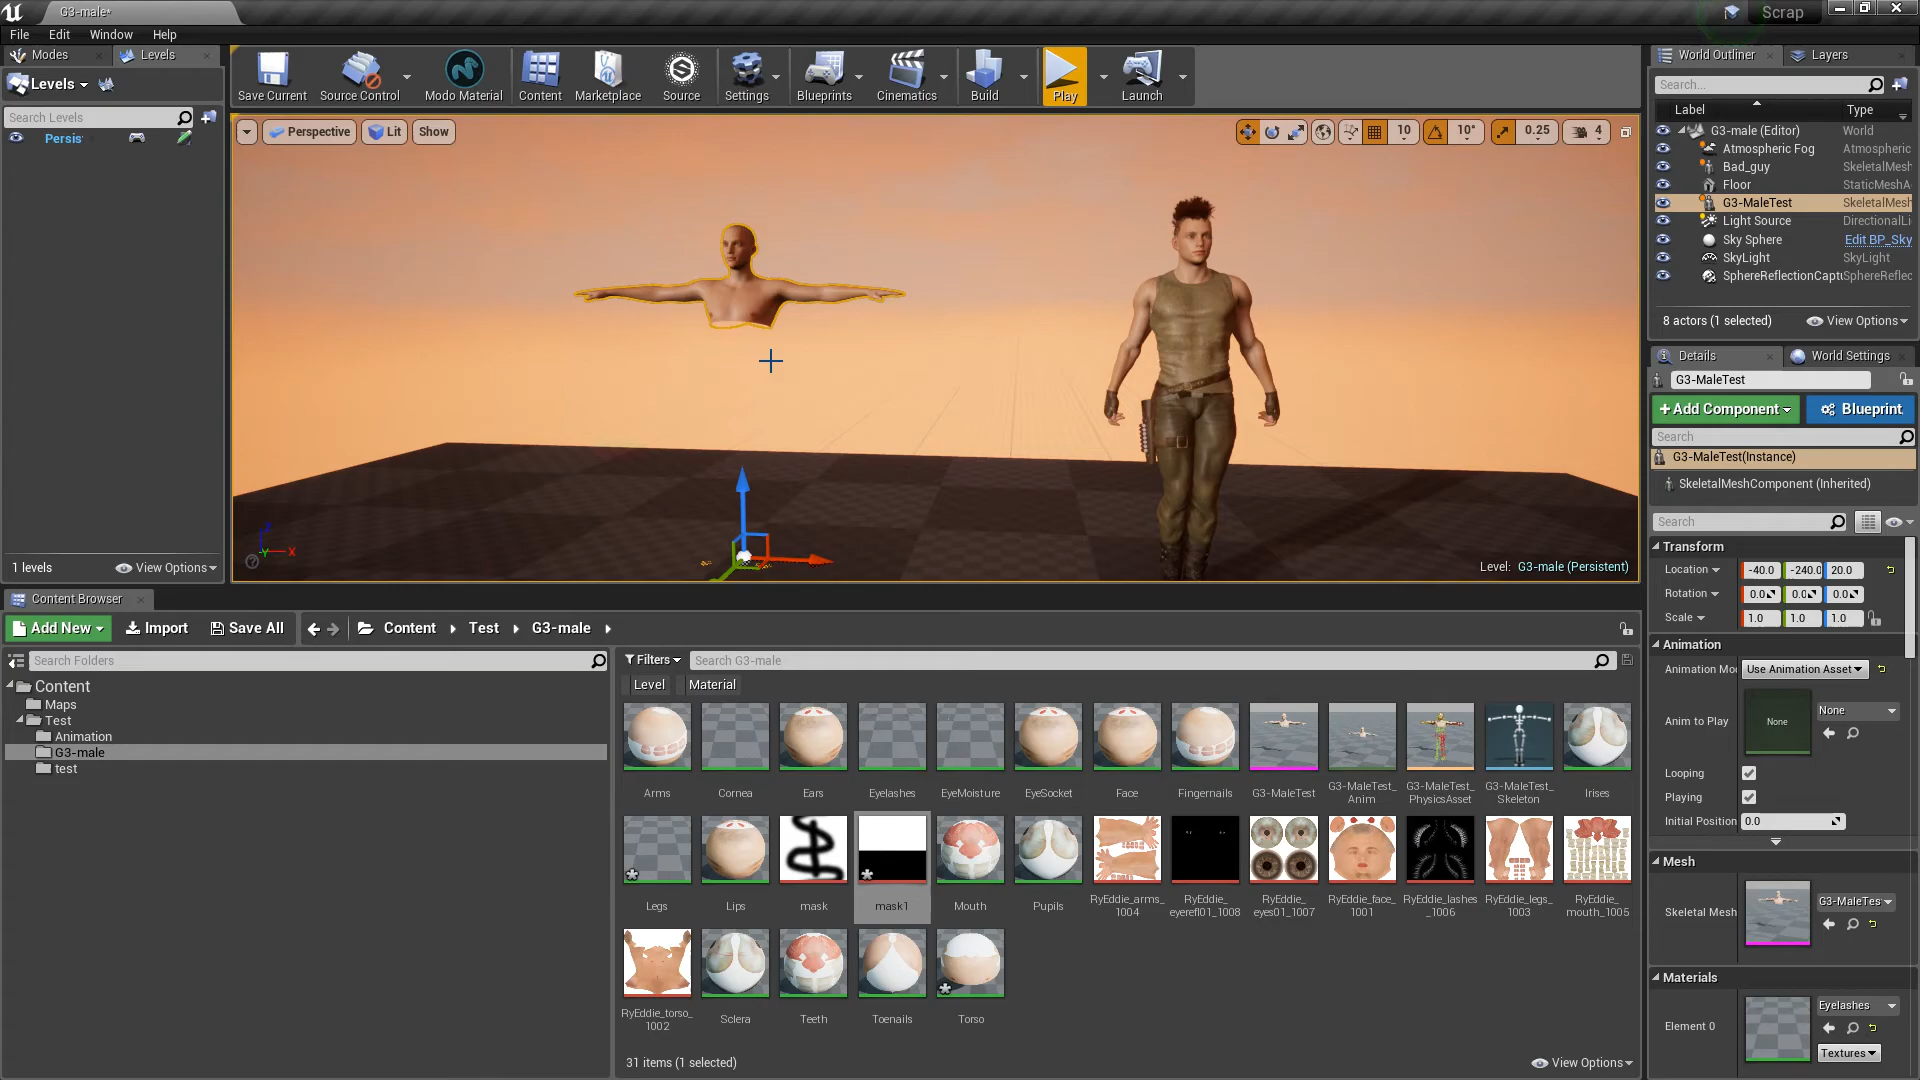 G3-male*
Scrap
File Edit Window Help
Modes
Levels
Levels
Search Levels
Persis
1 levels
View Options
Save Current
Source Control
Modo Material
Content
Marketplace
Source
Settings
Blueprints
Cinematics
Build
Play
Launch
Perspective
Lit
Show
10
10°
0.25
4
X
Level: G3-male (Persistent)
World Outliner
Layers
Search...
Label Type
G3-male (Editor) World
Atmospheric Fog Atmospheric
Bad_guy SkeletalMesh
Floor StaticMeshA
G3-MaleTest SkeletalMesh
Light Source DirectionalLi
Sky Sphere Edit BP_Sky
SkyLight SkyLight
SphereReflectionCaptu SphereReflec
8 actors (1 selected)
View Options
Details
World Settings
G3-MaleTest
+Add Component
Blueprint
Search
G3-MaleTest(Instance)
SkeletalMeshComponent (Inherited)
Search
Transform
Location -40.0 -240.0 20.0
Rotation 0.0 0.0 0.0
Scale 1.0 1.0 1.0
Animation
Animation Mo Use Animation Asset
Anim to Play None None
Looping
Playing
Initial Position 0.0
Mesh
Skeletal Mesh G3-MaleTes
Materials
Element 0 Eyelashes
Textures
Content Browser
Add New
Import
Save All
Content Test G3-male
Search Folders
Content
Maps
Test
Animation
G3-male
test
Filters
Search G3-male
Level
Material
Arms
Cornea
Ears
Eyelashes
EyeMoisture
EyeSocket
Face
Fingernails
G3-MaleTest
G3-MaleTest_
Anim
G3-MaleTest_
PhysicsAsset
G3-MaleTest_
Skeleton
Irises
Legs
Lips
mask
mask1
Mouth
Pupils
RyEddie_arms_
1004
RyEddie_
eyerefl01_1008
RyEddie_
eyes01_1007
RyEddie_face_
1001
RyEddie_lashes
_1006
RyEddie_legs_
1003
RyEddie_
mouth_1005
RyEddie_torso_
1002
Sclera
Teeth
Toenails
Torso
31 items (1 selected)
View Options